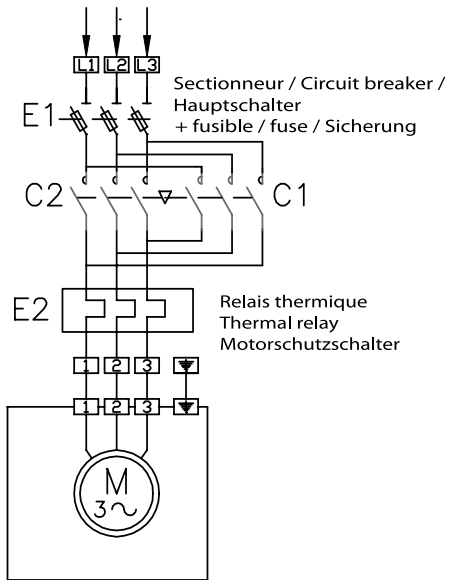 L1 L2 L3
E1
Sectionneur / Circuit breaker /
Hauptschalter
+ fusible / fuse / Sicherung
C2
C1
E2
Relais thermique
Thermal relay
Motorschutzschalter
1 2 3
1 2 3
M
3~